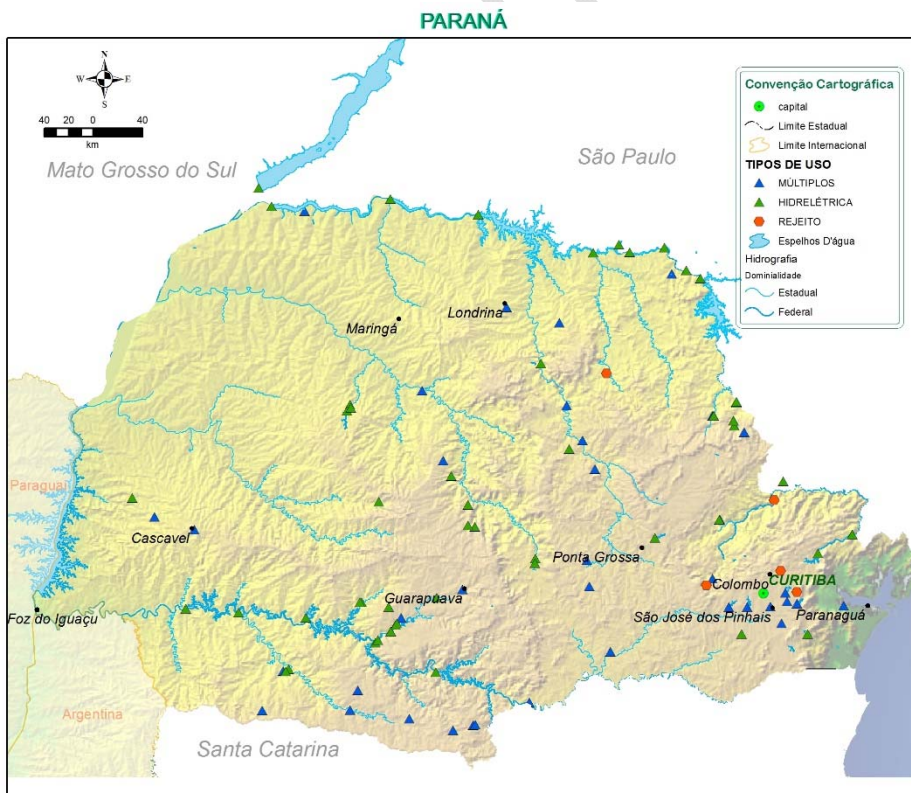 PARANÁ
N
W E
S
40 20 0 40
km
Mato Grosso do Sul
São Paulo
Convenção Cartográfica
capital
Limite Estadual
Limite Internacional
TIPOS DE USO
MÚLTIPLOS
HIDRELÉTRICA
REJEITO
Espelhos D'água
Hidrografia
Dominialidade
Estadual
Federal
Londrina
Maringá
Paraguai
Cascavel
Ponta Grossa
Colombo
CURITIBA
Guarapuava
Foz do Iguaçu
São José dos Pinhais
Paranaguá
Argentina
Santa Catarina